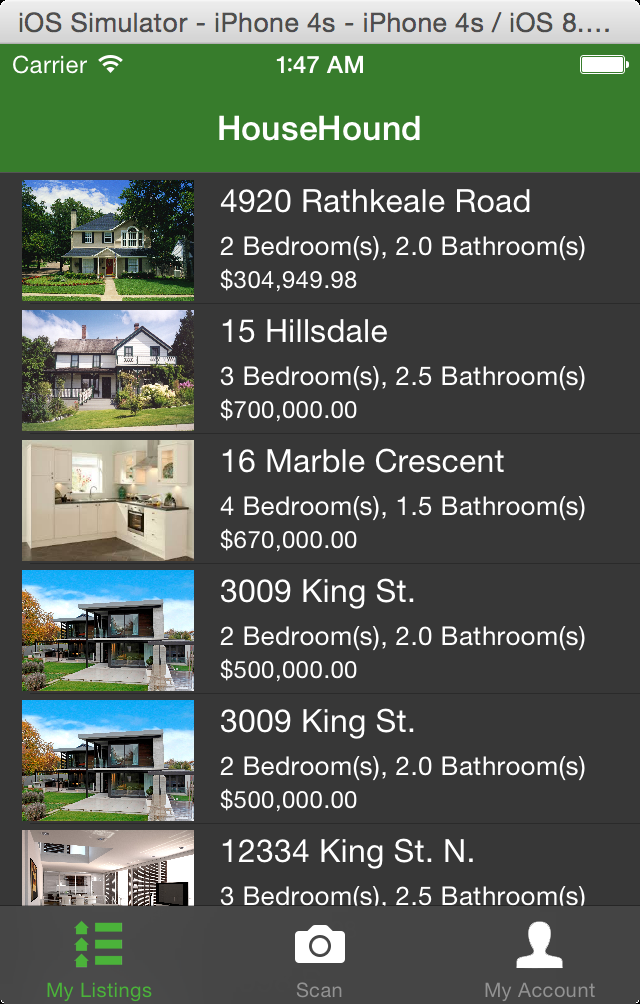 iOS Simulator - iPhone 4s - iPhone 4s / iOS 8....
Carrier 1:47 AM
HouseHound
4920 Rathkeale Road
2 Bedroom(s), 2.0 Bathroom(s)
$304,949.98
15 Hillsdale
3 Bedroom(s), 2.5 Bathroom(s)
$700,000.00
16 Marble Crescent
4 Bedroom(s), 1.5 Bathroom(s)
$670,000.00
3009 King St.
2 Bedroom(s), 2.0 Bathroom(s)
$500,000.00
3009 King St.
2 Bedroom(s), 2.0 Bathroom(s)
$500,000.00
12334 King St. N.
3 Bedroom(s), 2.5 Bathroom(s)
My Listings Scan My Account